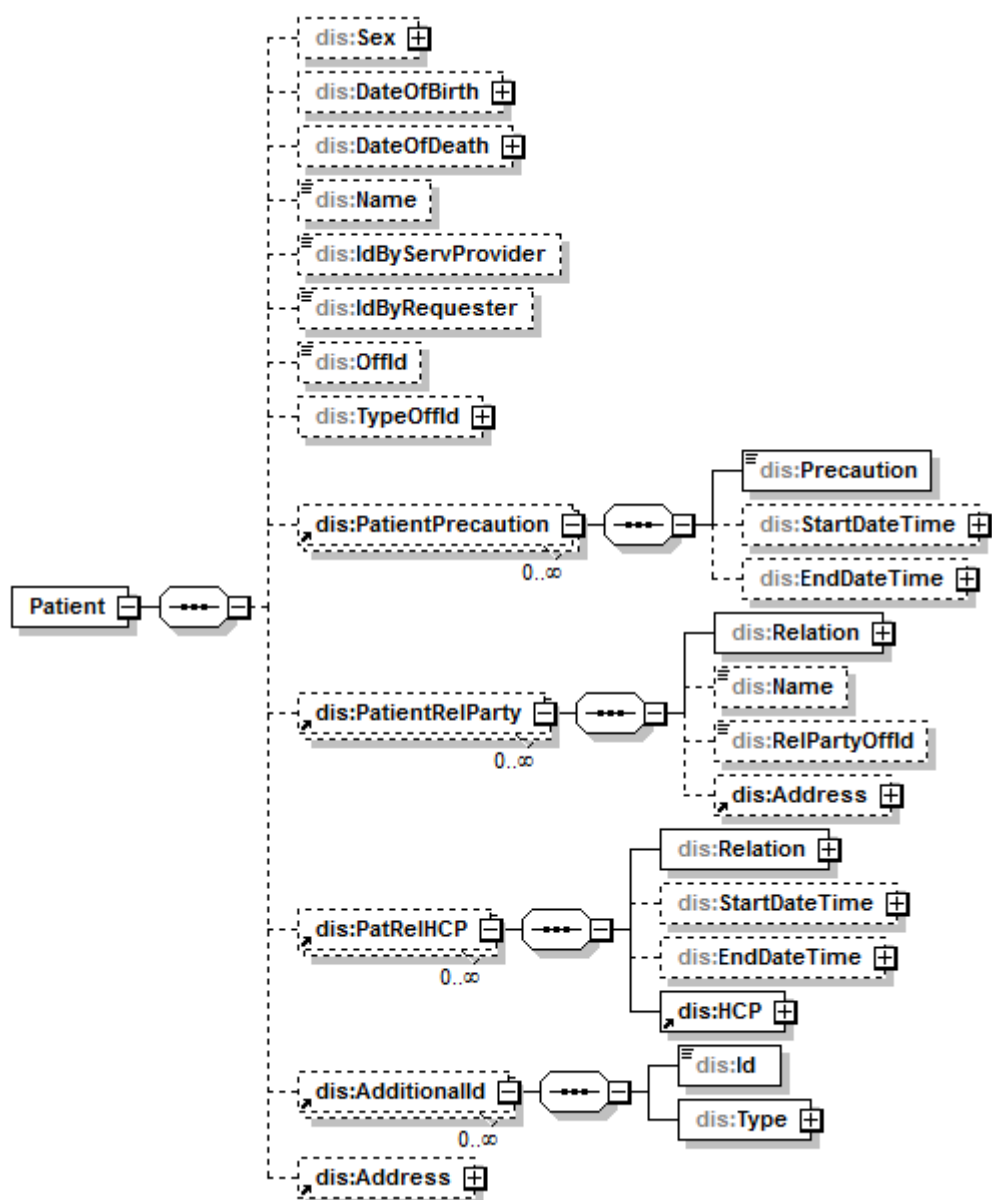 dis:Sex
dis:DateOfBirth
dis:DateOfDeath
dis:Name
dis:IdByServProvider
dis:IdByRequester
dis:OffId
dis:TypeOffId
dis:PatientPrecaution
0..∞
dis:Precaution
dis:StartDateTime
dis:EndDateTime
Patient
dis:PatientRelParty
0..∞
dis:Relation
dis:Name
dis:RelPartyOffId
dis:Address
dis:PatRelHCP
0..∞
dis:Relation
dis:StartDateTime
dis:EndDateTime
dis:HCP
dis:AdditionalId
0..∞
dis:Id
dis:Type
dis:Address